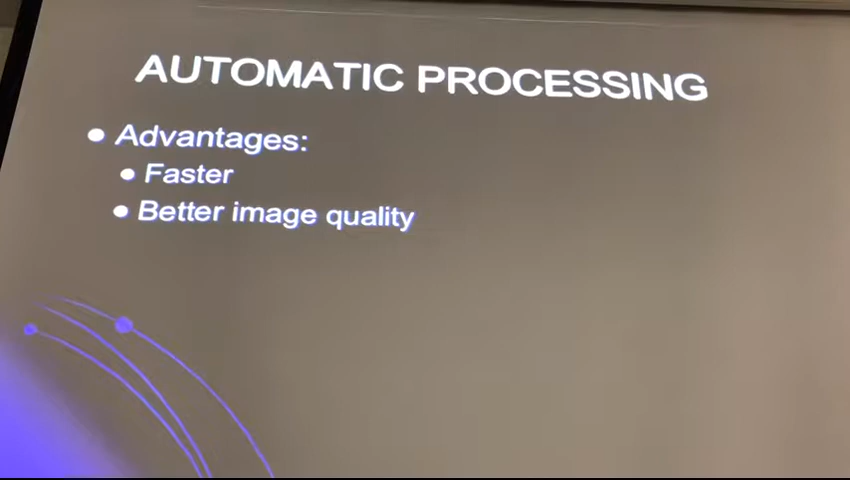 AUTOMATIC PROCESSING
Advantages:
Faster
Better image quality